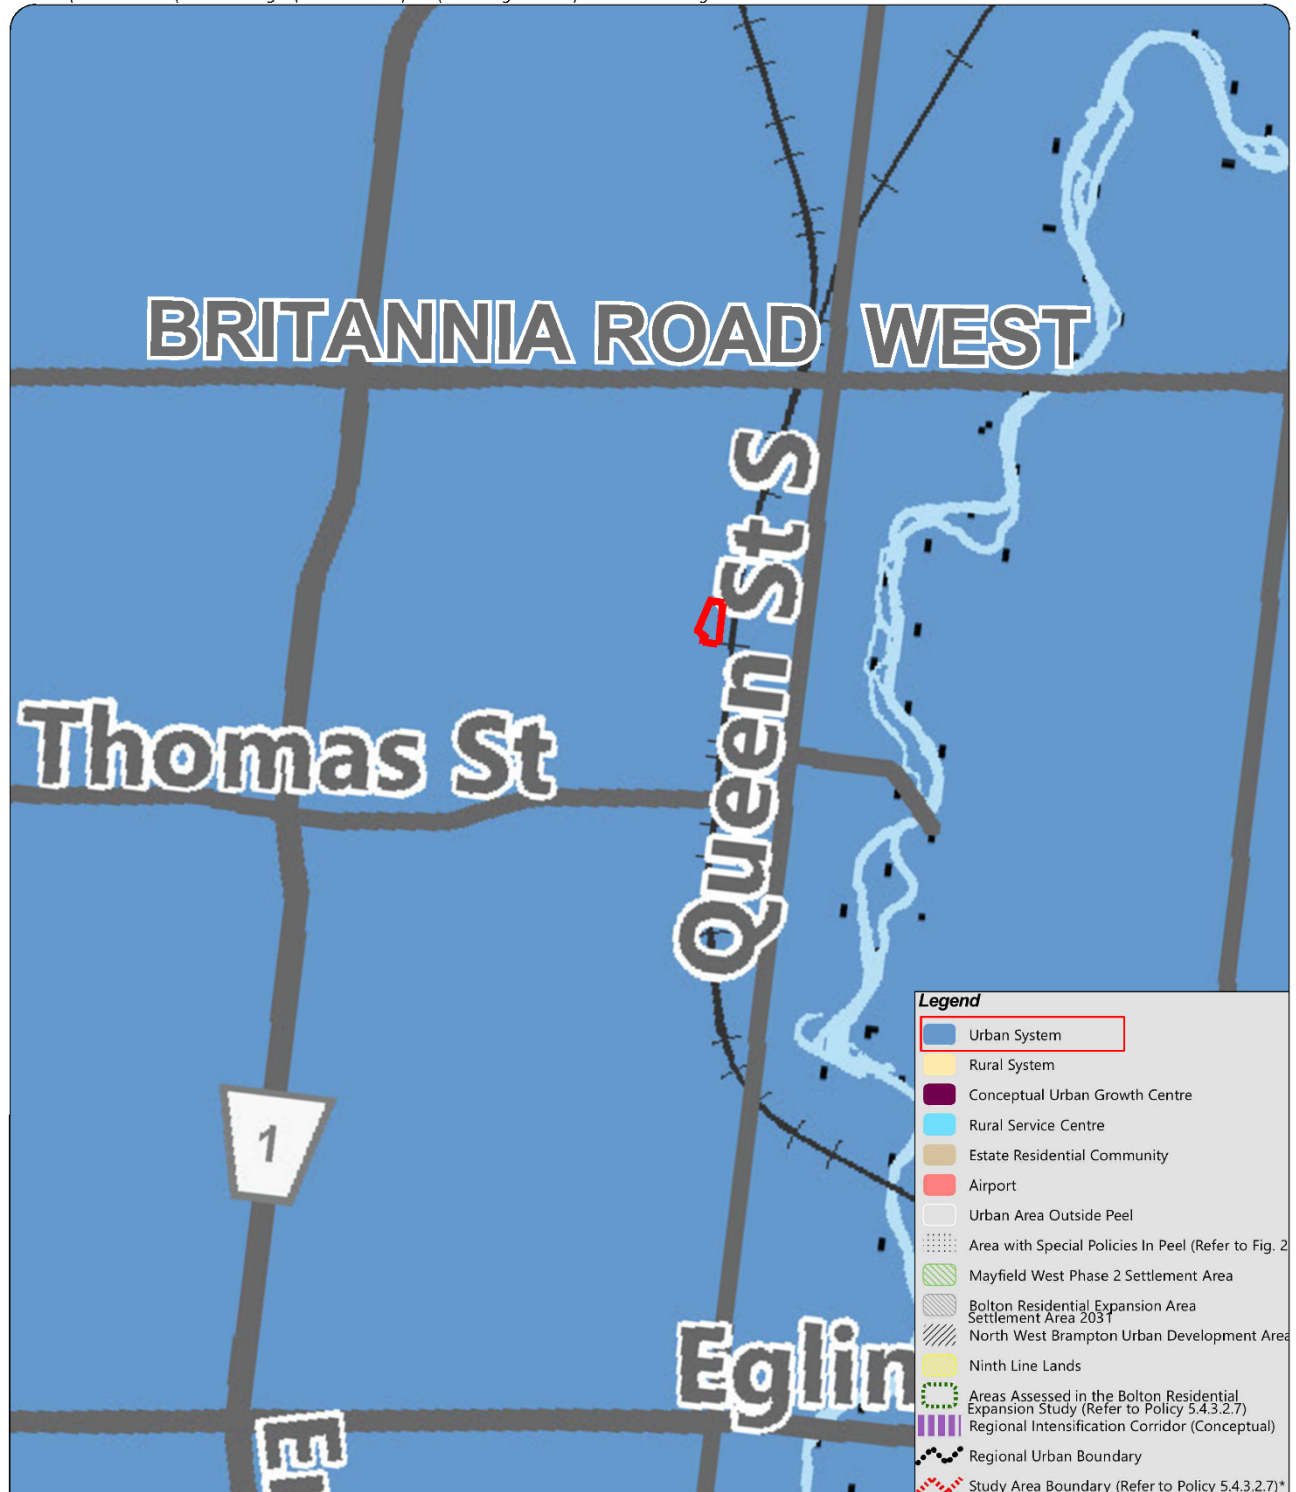 BRITANNIA ROAD WEST
Queen St S
Thomas St
1
Eglin
Legend
Urban System
Rural System
Conceptual Urban Growth Centre
Rural Service Centre
Estate Residential Community
Airport
Urban Area Outside Peel
Area with Special Policies In Peel (Refer to Fig. 2
Mayfield West Phase 2 Settlement Area
Bolton Residential Expansion Area
Settlement Area 2031
North West Brampton Urban Development Area
Ninth Line Lands
Areas Assessed in the Bolton Residential
Expansion Study (Refer to Policy 5.4.3.2.7)
Regional Intensification Corridor (Conceptual)
Regional Urban Boundary
Study Area Boundary (Refer to Policy 5.4.3.2.7)*